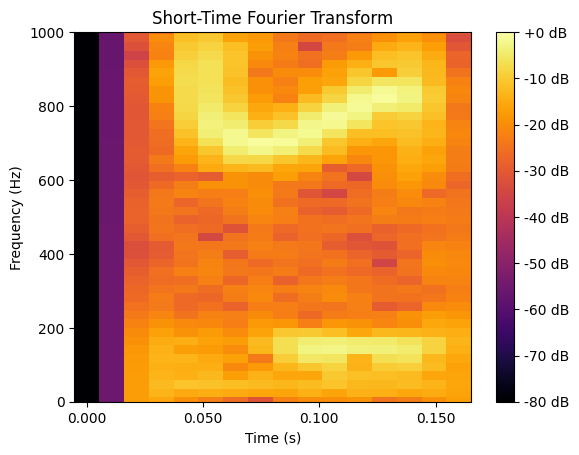 Short-Time Fourier Transform
1000
800
600
400
200
0
Frequency (Hz)
0.000
0.050
0.100
0.150
Time (s)
+0 dB
-10 dB
-20 dB
-30 dB
-40 dB
-50 dB
-60 dB
-70 dB
-80 dB